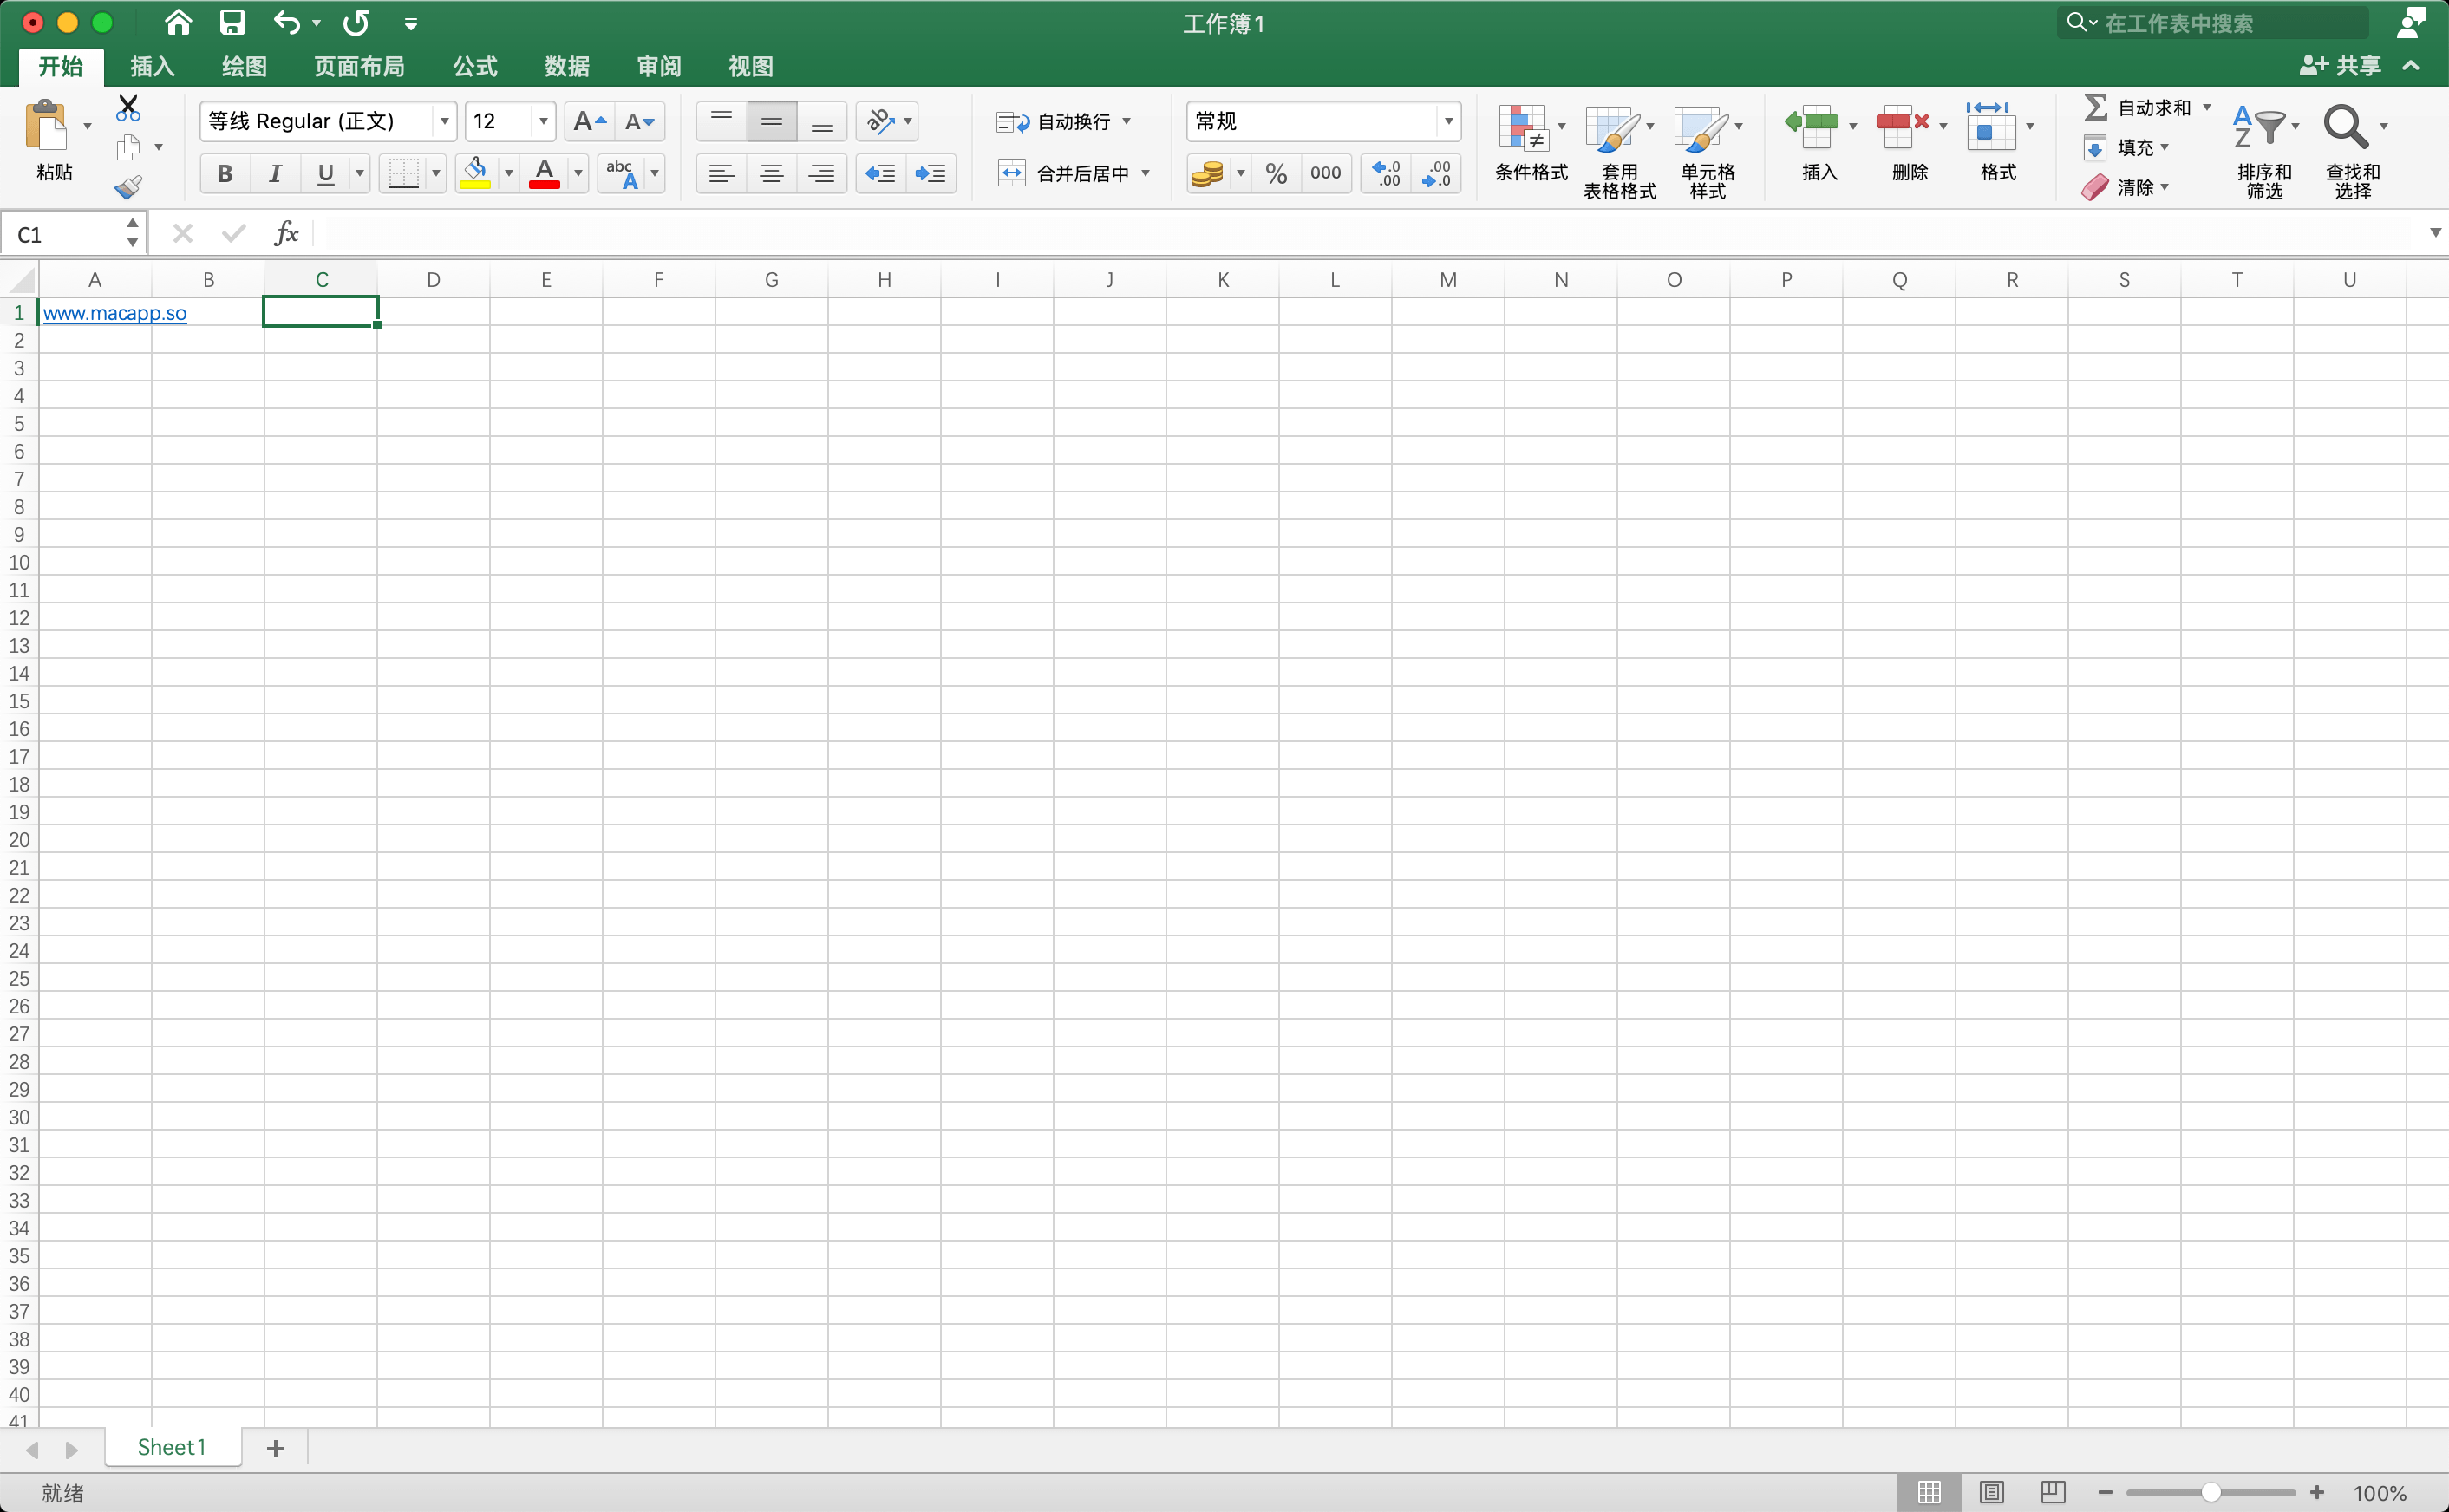 工作簿1
在工作表中搜索
开始 插入 绘图 页面布局 公式 数据 审阅 视图
共享
粘贴
等线 Regular (正文) 12 A A
B I U A abc A
ab 自动换行
合并后居中
常规
% 000 .0 .00 .00 .0
条件格式
套用
表格格式
单元格
样式
插入
删除
格式
自动求和
填充
清除
A Z
排序和
筛选
查找和
选择
C1 fx
A B C D E F G H I J K L M N O P Q R S T U
1 www.macapp.so
2
3
4
5
6
7
8
9
10
11
12
13
14
15
16
17
18
19
20
21
22
23
24
25
26
27
28
29
30
31
32
33
34
35
36
37
38
39
40
41
Sheet1
就绪
100%